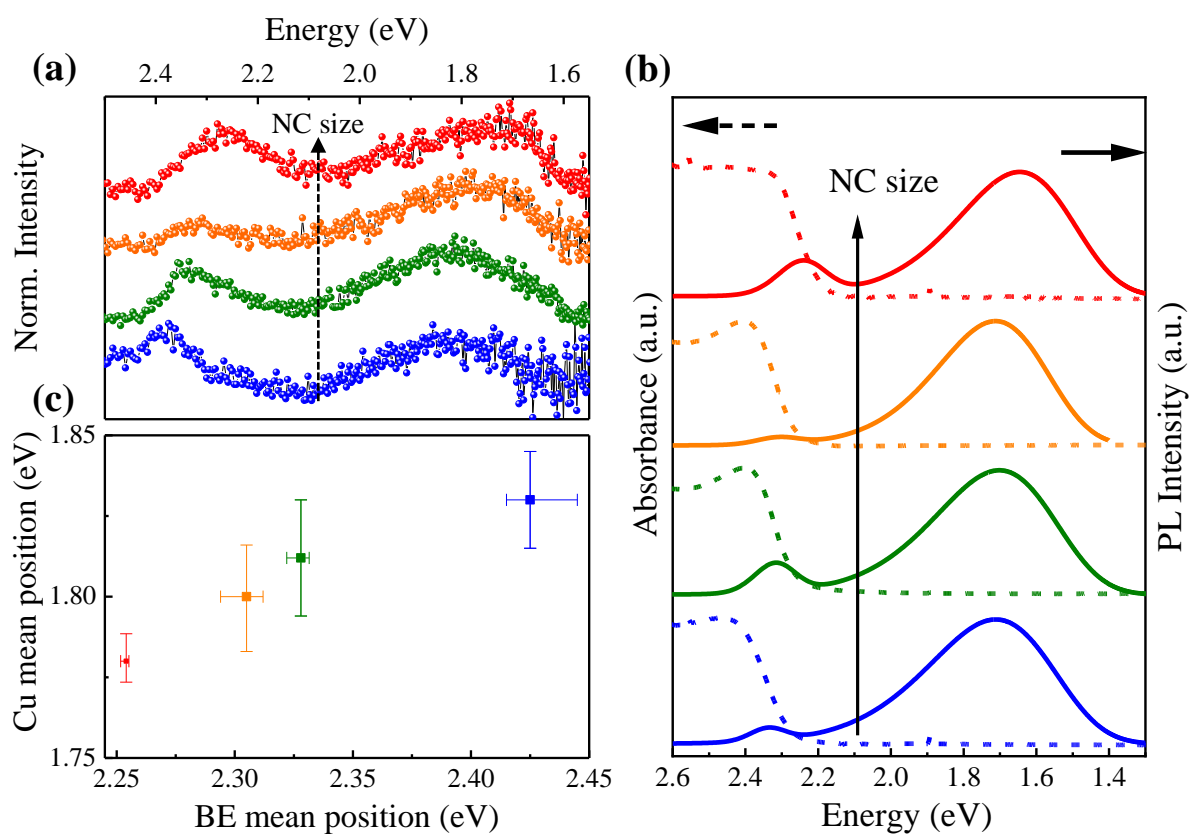 Energy (eV)
(a)
2.4 2.2 2.0 1.8 1.6
NC size
Norm. Intensity
(c)
1.85
1.80
1.75
Cu mean position (eV)
2.25 2.30 2.35 2.40 2.45
BE mean position (eV)
(b)
NC size
Absorbance (a.u.)
PL Intensity (a.u.)
2.6 2.4 2.2 2.0 1.8 1.6 1.4
Energy (eV)